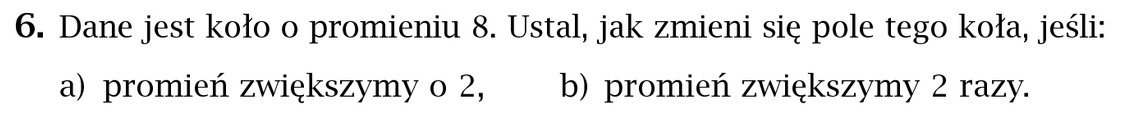 6. Dane jest koło o promieniu 8. Ustal, jak zmieni się pole tego koła, jeśli:
a) promień zwiększymy o 2, b) promień zwiększymy 2 razy.